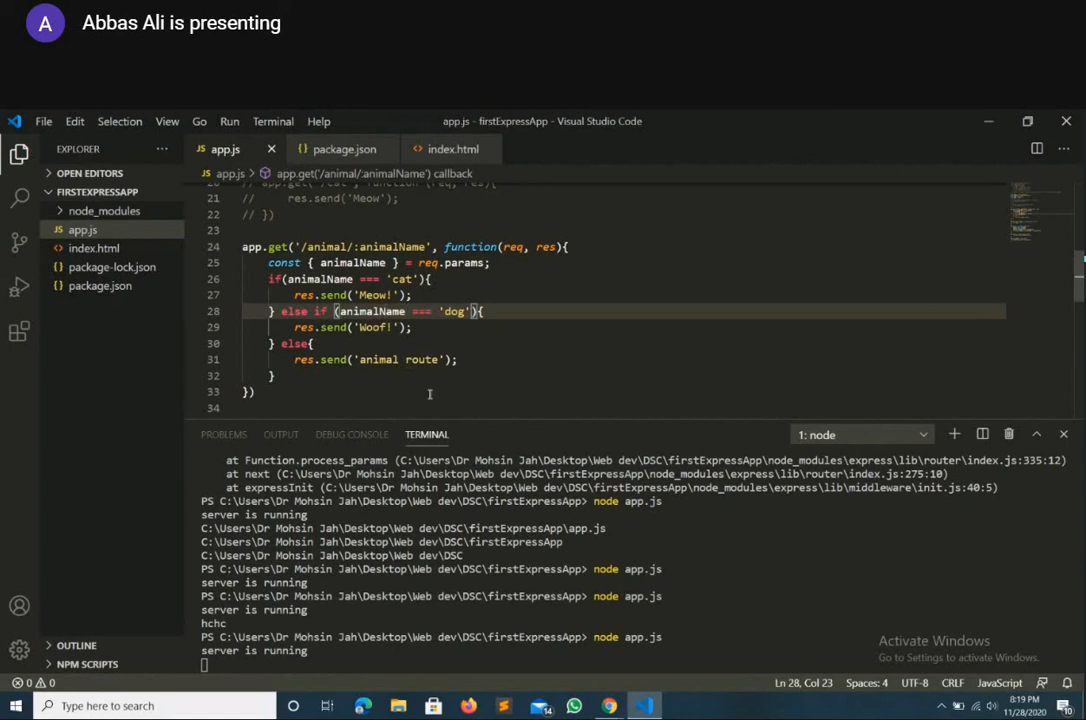 A
Abbas Ali is presenting
File Edit Selection View Go Run Terminal Help
app.js - firstExpressApp - Visual Studio Code
EXPLORER
JS app.js
{} package.json
index.html
OPEN EDITORS
FIRSTEXPRESSAPP
node_modules
JS app.js
index.html
{} package-lock.json
{} package.json
OUTLINE
NPM SCRIPTS
JS app.js > app.get('/animal/:animalName') callback
20 // app.get('/cat', function (req, res){
21 // res.send('Meow');
22 // })
23
24 app.get('/animal/:animalName', function(req, res){
25 const { animalName } = req.params;
26 if(animalName === 'cat'){
27 res.send('Meow!');
28 } else if (animalName === 'dog'){
29 res.send('Woof!');
30 } else{
31 res.send('animal route');
32 }
33 })
34
PROBLEMS OUTPUT DEBUG CONSOLE TERMINAL
1: node
at Function.process_params (C:\Users\Dr Mohsin Jah\Desktop\Web dev\DSC\firstExpressApp\node_modules\express\lib\router\index.js:335:12)
at next (C:\Users\Dr Mohsin Jah\Desktop\Web dev\DSC\firstExpressApp\node_modules\express\lib\router\index.js:275:10)
at expressInit (C:\Users\Dr Mohsin Jah\Desktop\Web dev\DSC\firstExpressApp\node_modules\express\lib\middleware\init.js:40:5)
PS C:\Users\Dr Mohsin Jah\Desktop\Web dev\DSC\firstExpressApp> node app.js
server is running
C:\Users\Dr Mohsin Jah\Desktop\Web dev\DSC\firstExpressApp\app.js
C:\Users\Dr Mohsin Jah\Desktop\Web dev\DSC\firstExpressApp
C:\Users\Dr Mohsin Jah\Desktop\Web dev\DSC
PS C:\Users\Dr Mohsin Jah\Desktop\Web dev\DSC\firstExpressApp> node app.js
server is running
PS C:\Users\Dr Mohsin Jah\Desktop\Web dev\DSC\firstExpressApp> node app.js
server is running
hchc
PS C:\Users\Dr Mohsin Jah\Desktop\Web dev\DSC\firstExpressApp> node app.js
server is running
Activate Windows
Go to Settings to activate Windows.
0 0
Ln 28, Col 23 Spaces: 4 UTF-8 CRLF JavaScript
Type here to search
14
8:19 PM
11/28/2020
10